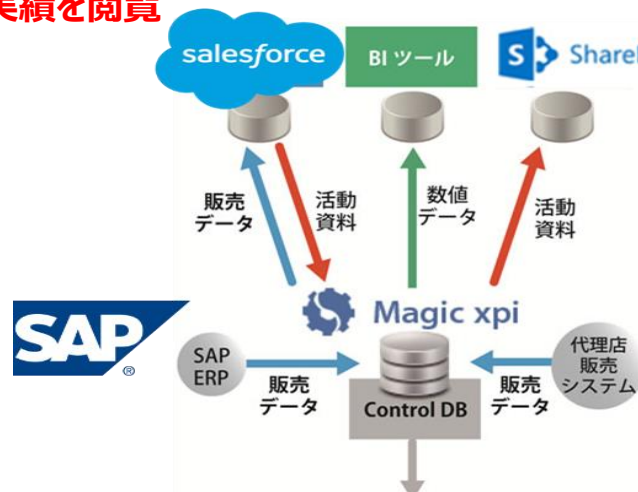 実績を閲覧
salesforce
BI ツール
S
Share
販売
データ
活動
資料
数値
データ
活動
資料
Magic xpi
SAP
®
SAP
ERP
販売
データ
Control DB
販売
データ
代理店
販売
システム